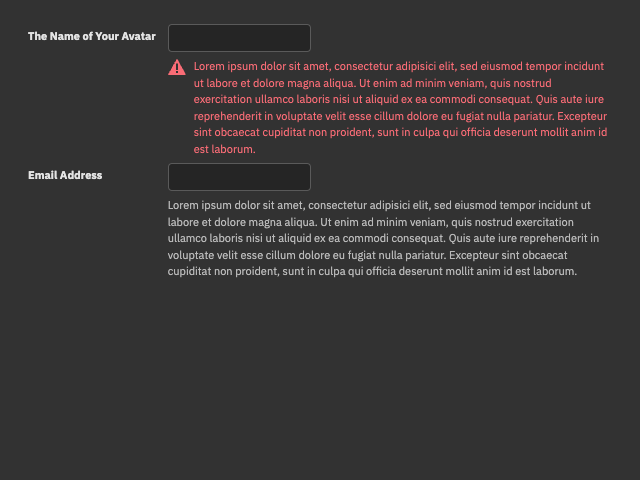 The Name of Your Avatar
Lorem ipsum dolor sit amet, consectetur adipisici elit, sed eiusmod tempor incidunt
ut labore et dolore magna aliqua. Ut enim ad minim veniam, quis nostrud
exercitation ullamco laboris nisi ut aliquid ex ea commodi consequat. Quis aute iure
reprehenderit in voluptate velit esse cillum dolore eu fugiat nulla pariatur. Excepteur
sint obcaecat cupiditat non proident, sunt in culpa qui officia deserunt mollit anim id
est laborum.
Email Address
Lorem ipsum dolor sit amet, consectetur adipisici elit, sed eiusmod tempor incidunt ut
labore et dolore magna aliqua. Ut enim ad minim veniam, quis nostrud exercitation
ullamco laboris nisi ut aliquid ex ea commodi consequat. Quis aute iure reprehenderit in
voluptate velit esse cillum dolore eu fugiat nulla pariatur. Excepteur sint obcaecat
cupiditat non proident, sunt in culpa qui officia deserunt mollit anim id est laborum.